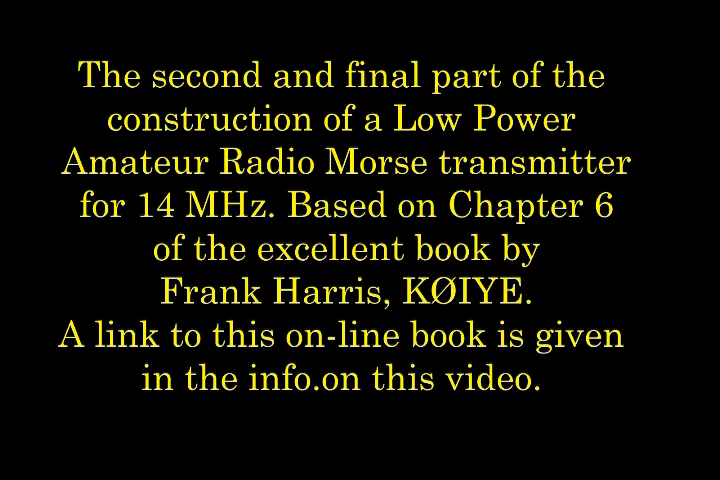 The second and final part of the
construction of a Low Power
Amateur Radio Morse transmitter
for 14 MHz. Based on Chapter 6
of the excellent book by
Frank Harris, KØIYE.
A link to this on-line book is given
in the info.on this video.